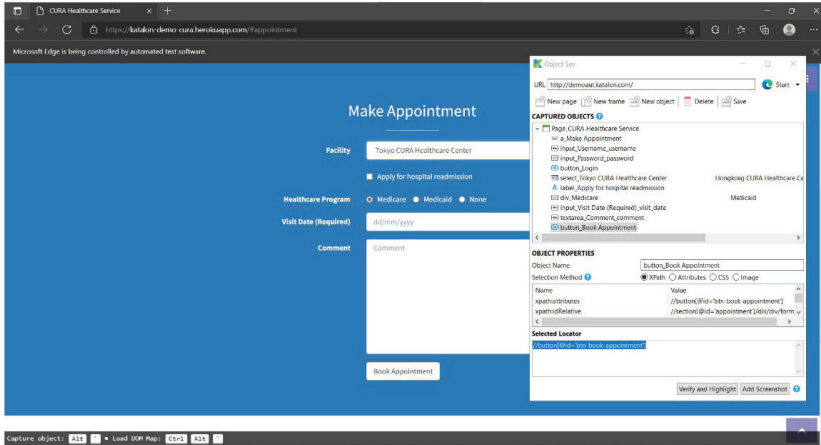 CURA Healthcare Service
https://katalon-demo-cura.herokuapp.com/#appointment
Microsoft Edge is being controlled by automated test software.
Make Appointment
Facility
Tokyo CURA Healthcare Center
Apply for hospital readmission
Healthcare Program
Medicare
Medicaid
None
Visit Date (Required)
dd/mm/yyyy
Comment
Comment
Book Appointment
Capture object: Alt ` • Load DOM Map: Ctrl Alt `
Object Spy
URL http://demoaut.katalon.com/ Start
New page New frame New object Delete Save
CAPTURED OBJECTS
Page_CURA Healthcare Service
a_Make Appointment
input_Username_username
input_Password_password
button_Login
select_Tokyo CURA Healthcare Center Hongkong CURA Healthcare Ce
label_Apply for hospital readmission
div_Medicare Medicaid
input_Visit Date (Required)_visit_date
textarea_Comment_comment
button_Book Appointment
OBJECT PROPERTIES
Object Name button_Book Appointment
Selection Method XPath Attributes CSS Image
Name Value
xpath:attributes //button[@id='btn-book-appointment']
xpath:idRelative //section[@id='appointment']/div/div/form
Selected Locator
//button[@id='btn-book-appointment']
Verify and Highlight Add Screenshot